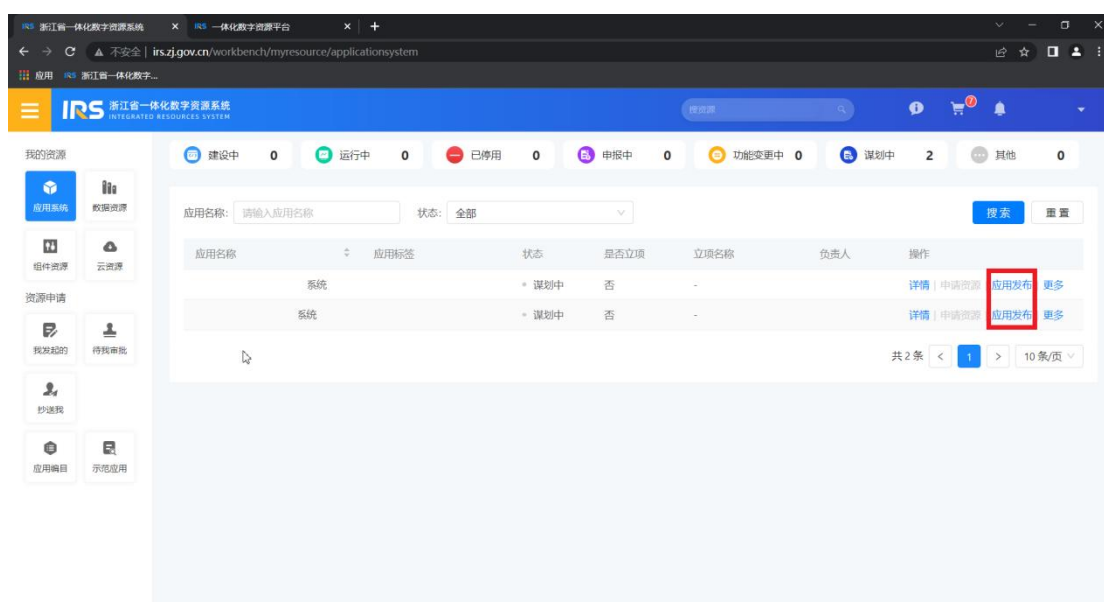 IRS 浙江省一体化数字资源系统
IRS 一体化数字资源平台
不安全 | irs.zj.gov.cn/workbench/myresource/applicationsystem
应用 IRS 浙江省一体化数字...
IRS 浙江省一体化数字资源系统
INTEGRATED RESOURCES SYSTEM
搜资源
7
我的资源
建设中 0 运行中 0 已停用 0 申报中 0 功能变更中 0 谋划中 2 其他 0
应用系统 数据资源
应用名称: 请输入应用名称 状态: 全部 搜索 重置
组件资源 云资源
应用名称 应用标签 状态 是否立项 立项名称 负责人 操作
系统 谋划中 否 - 详情 | 申请资源 应用发布 更多
资源申请
系统 谋划中 否 - 详情 | 申请资源 应用发布 更多
我发起的 待我审批
共 2 条 < 1 > 10 条/页
抄送我
应用编目 示范应用